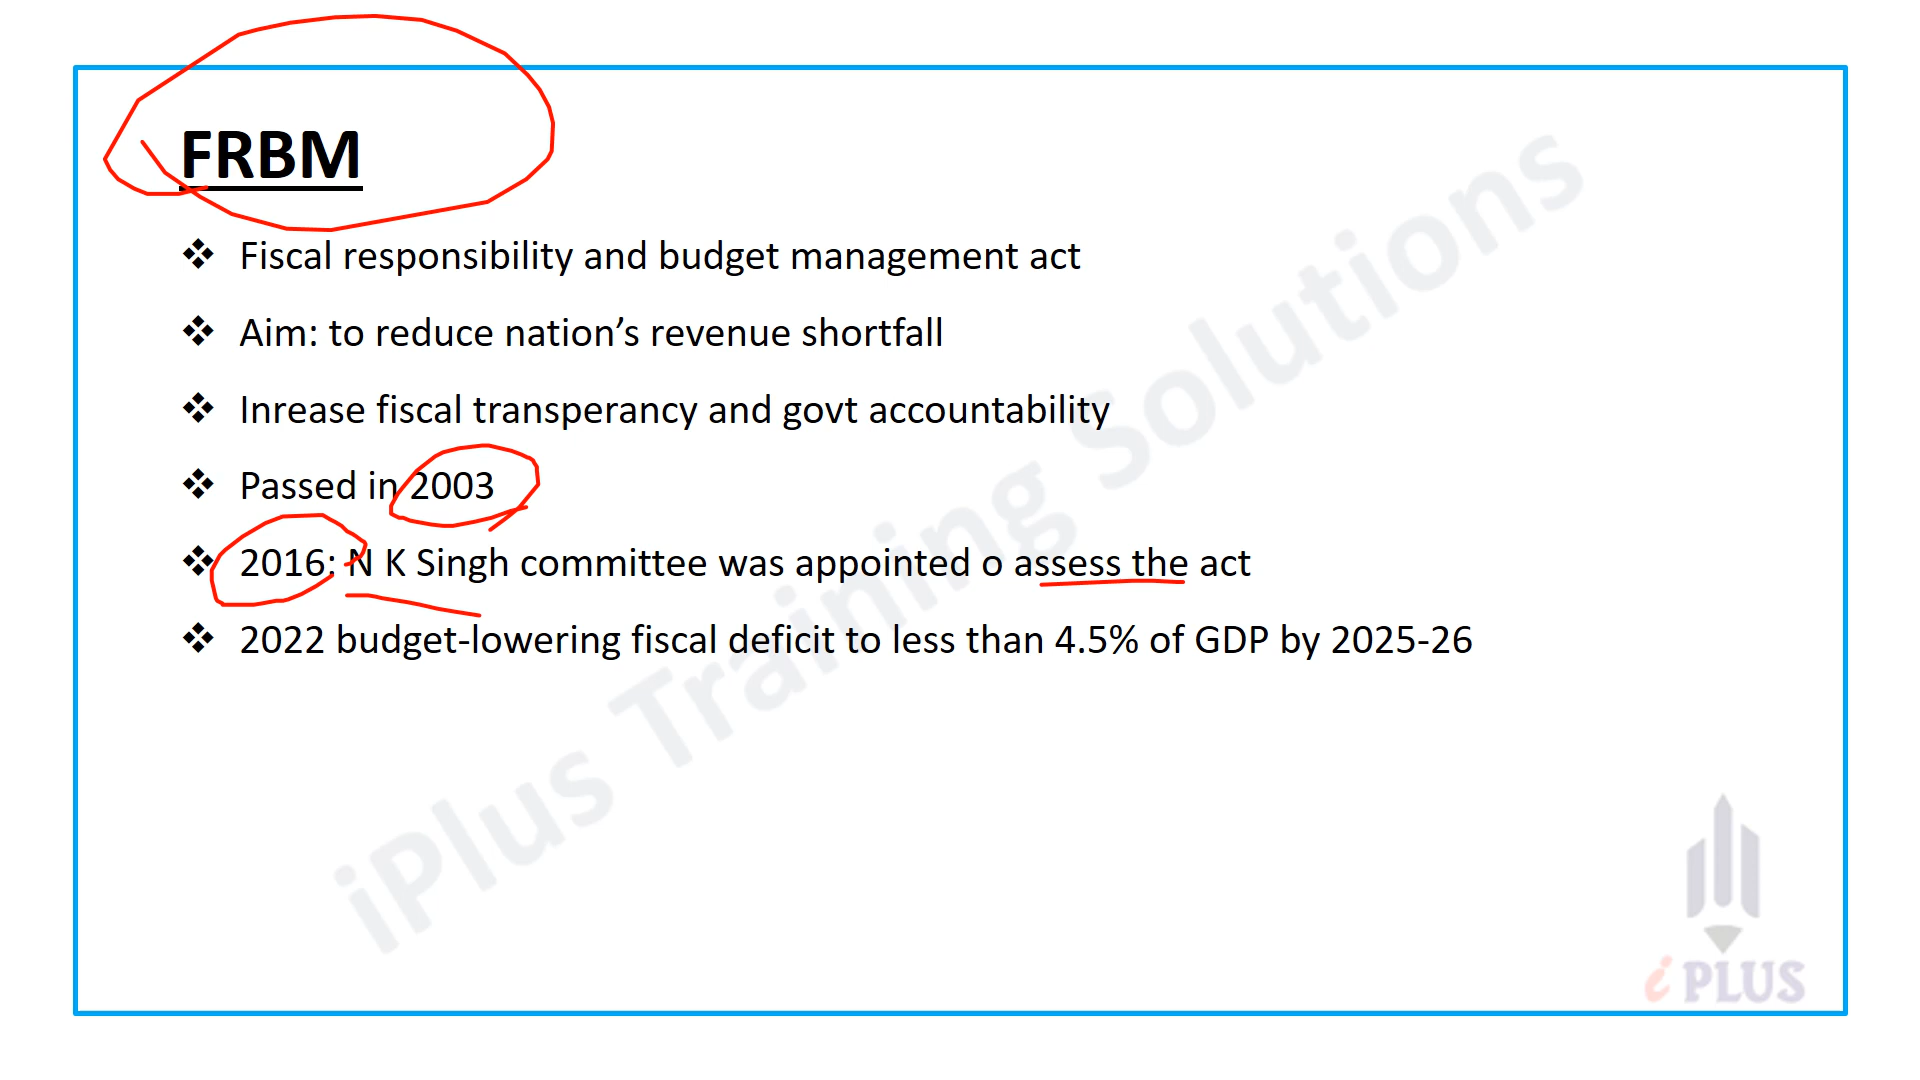 FRBM
❖ Fiscal responsibility and budget management act
❖ Aim: to reduce nation’s revenue shortfall
❖ Inrease fiscal transperancy and govt accountability
❖ Passed in 2003
❖ 2016: N K Singh committee was appointed o assess the act
❖ 2022 budget-lowering fiscal deficit to less than 4.5% of GDP by 2025-26
iPlus Training Solutions
i PLUS